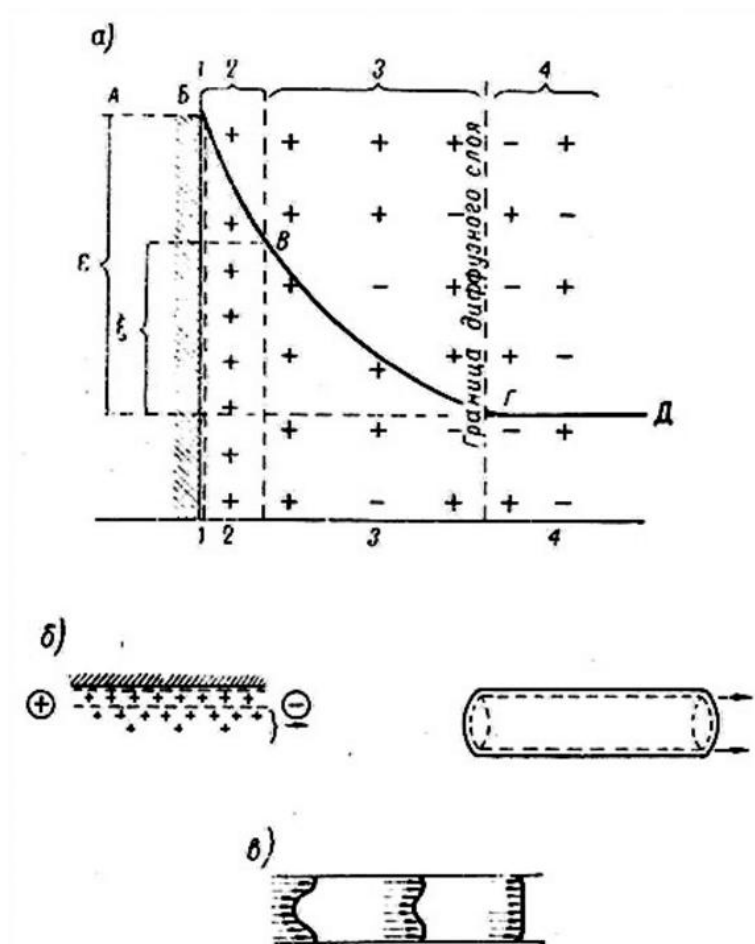 а)
1 2 3 4
А Б
+ + + + - +
+
+ + - + -
ε В
ξ
+ + - + - +
+ + + + -
Граница диффузного слоя
Г Д
+ + + - - +
+ + - + + -
1 2 3 4
б)
+ + + + + + + + -
+ + + + + + +
+ + +
в)